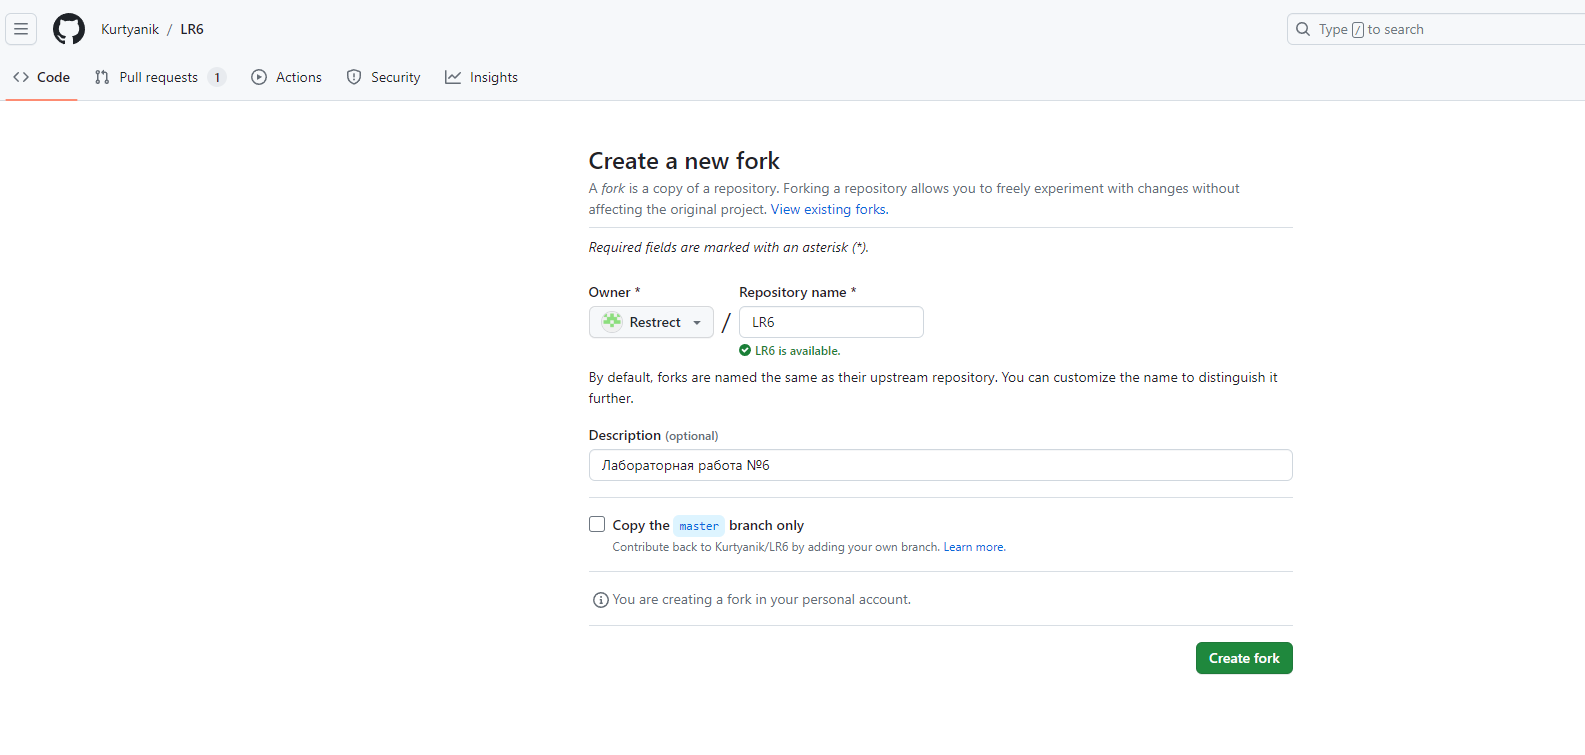 Kurtyanik / LR6
Type / to search
Code
Pull requests 1
Actions
Security
Insights
Create a new fork
A fork is a copy of a repository. Forking a repository allows you to freely experiment with changes without
affecting the original project. View existing forks.
Required fields are marked with an asterisk (*).
Owner *
Repository name *
Restrect
/
LR6
LR6 is available.
By default, forks are named the same as their upstream repository. You can customize the name to distinguish it
further.
Description (optional)
Лабораторная работа №6
Copy the master branch only
Contribute back to Kurtyanik/LR6 by adding your own branch. Learn more.
You are creating a fork in your personal account.
Create fork